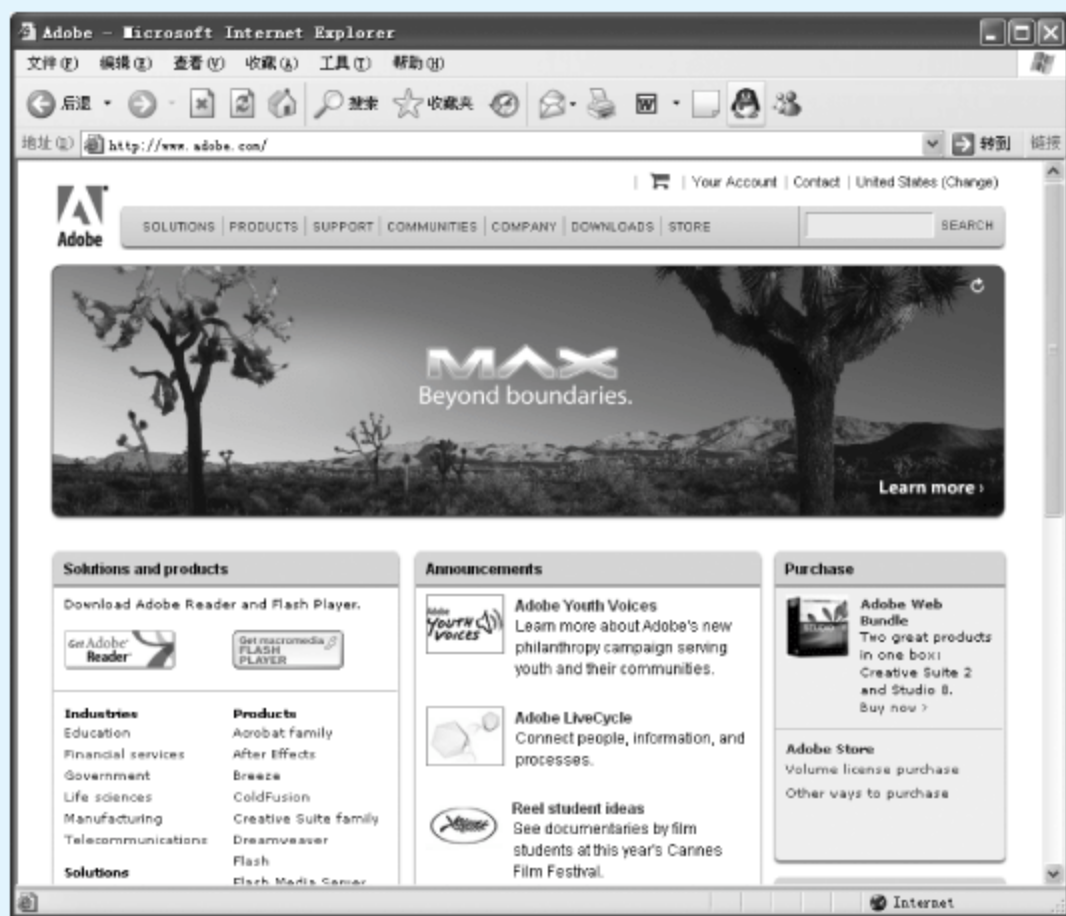 Adobe - Microsoft Internet Explorer
文件(F) 编辑(E) 查看(V) 收藏(A) 工具(T) 帮助(H)
后退 搜索 收藏夹
地址(D) http://www.adobe.com/ 转到 链接
| | Your Account | Contact | United States (Change)
Adobe
SOLUTIONS | PRODUCTS | SUPPORT | COMMUNITIES | COMPANY | DOWNLOADS | STORE SEARCH
MAX
Beyond boundaries.
Learn more ›
Solutions and products
Download Adobe Reader and Flash Player.
Get Adobe Reader
Get macromedia FLASH PLAYER
Industries
Education
Financial services
Government
Life sciences
Manufacturing
Telecommunications
Solutions
Products
Acrobat family
After Effects
Breeze
ColdFusion
Creative Suite family
Dreamweaver
Flash
Flash Media Server
Announcements
Adobe YOUTH VOICES
Adobe Youth Voices
Learn more about Adobe's new
philanthropy campaign serving
youth and their communities.
Adobe LiveCycle
Connect people, information, and
processes.
Reel student ideas
See documentaries by film
students at this year's Cannes
Film Festival.
Purchase
STUDIO
Adobe Web
Bundle
Two great products
in one box:
Creative Suite 2
and Studio 8.
Buy now ›
Adobe Store
Volume license purchase
Other ways to purchase
Internet